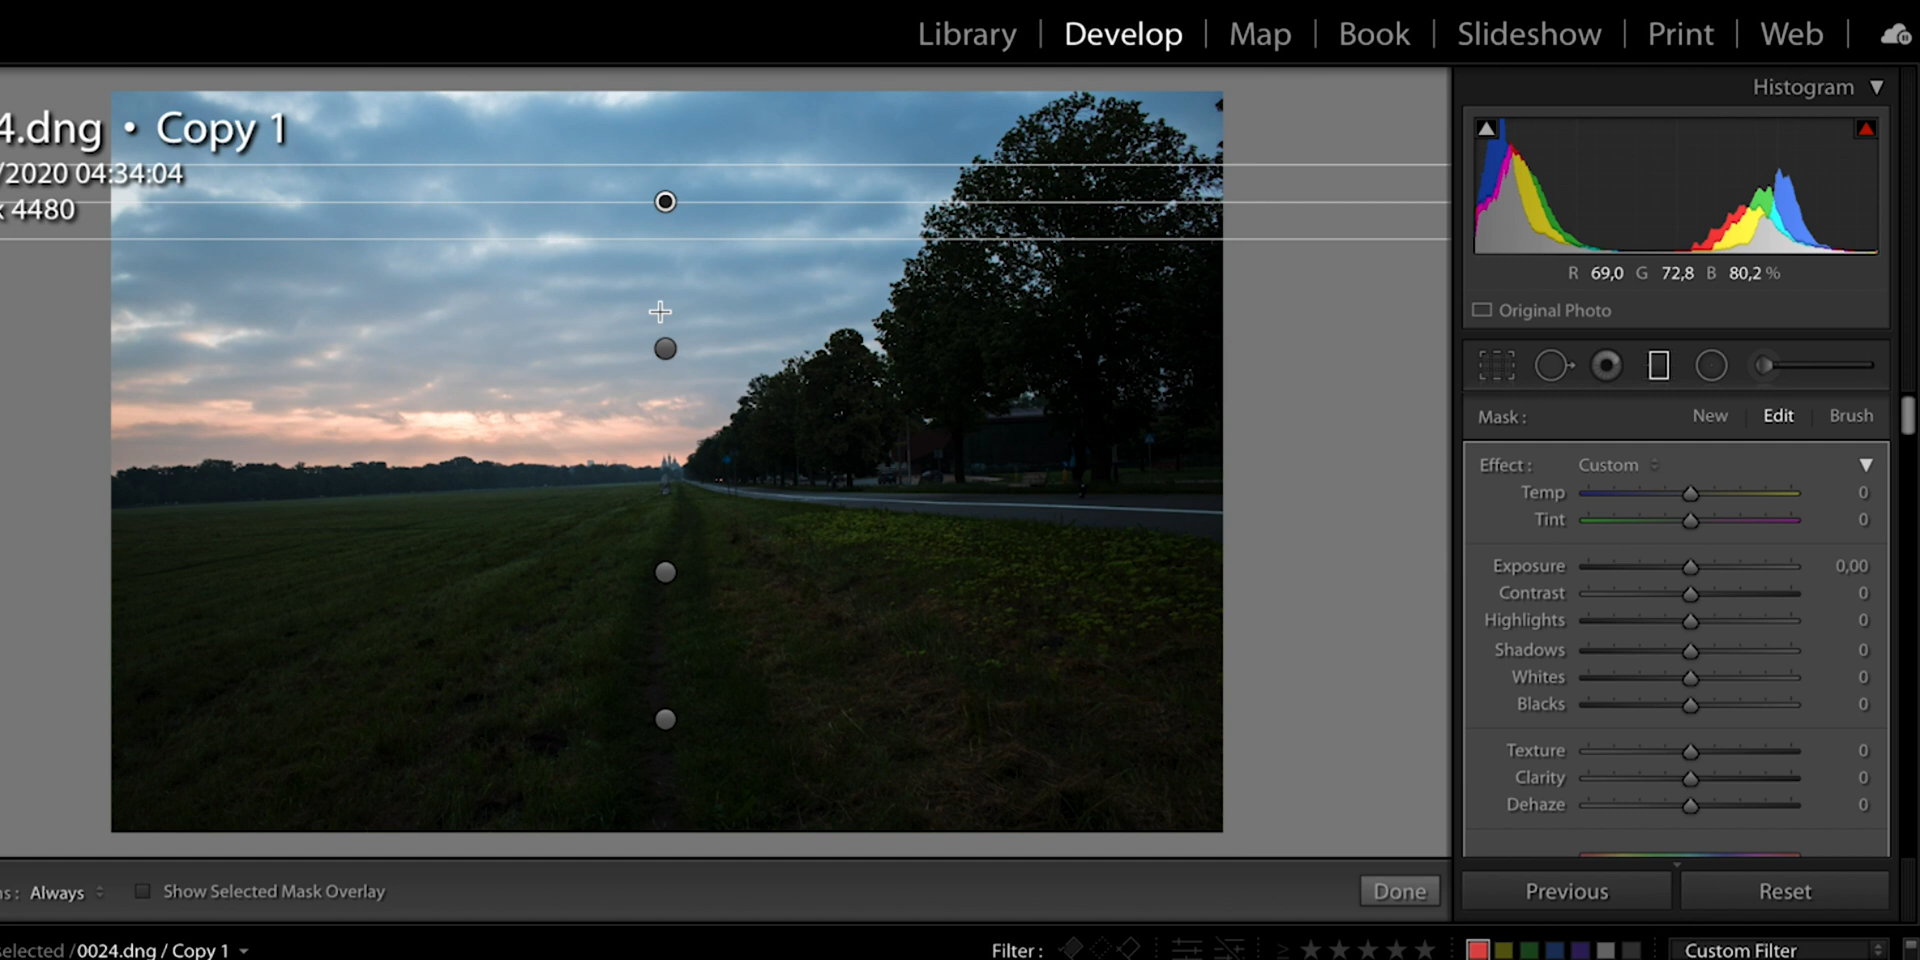 Library | Develop | Map | Book | Slideshow | Print | Web |
Histogram
4.dng • Copy 1
/2020 04:34:04
x 4480
R 69,0 G 72,8 B 80,2 %
Original Photo
Mask : New Edit Brush
Effect : Custom
Temp 0
Tint 0
Exposure 0,00
Contrast 0
Highlights 0
Shadows 0
Whites 0
Blacks 0
Texture 0
Clarity 0
Dehaze 0
ns : Always Show Selected Mask Overlay Done Previous Reset
selected / 0024.dng / Copy 1 Filter : ≥ ★★★★★ Custom Filter